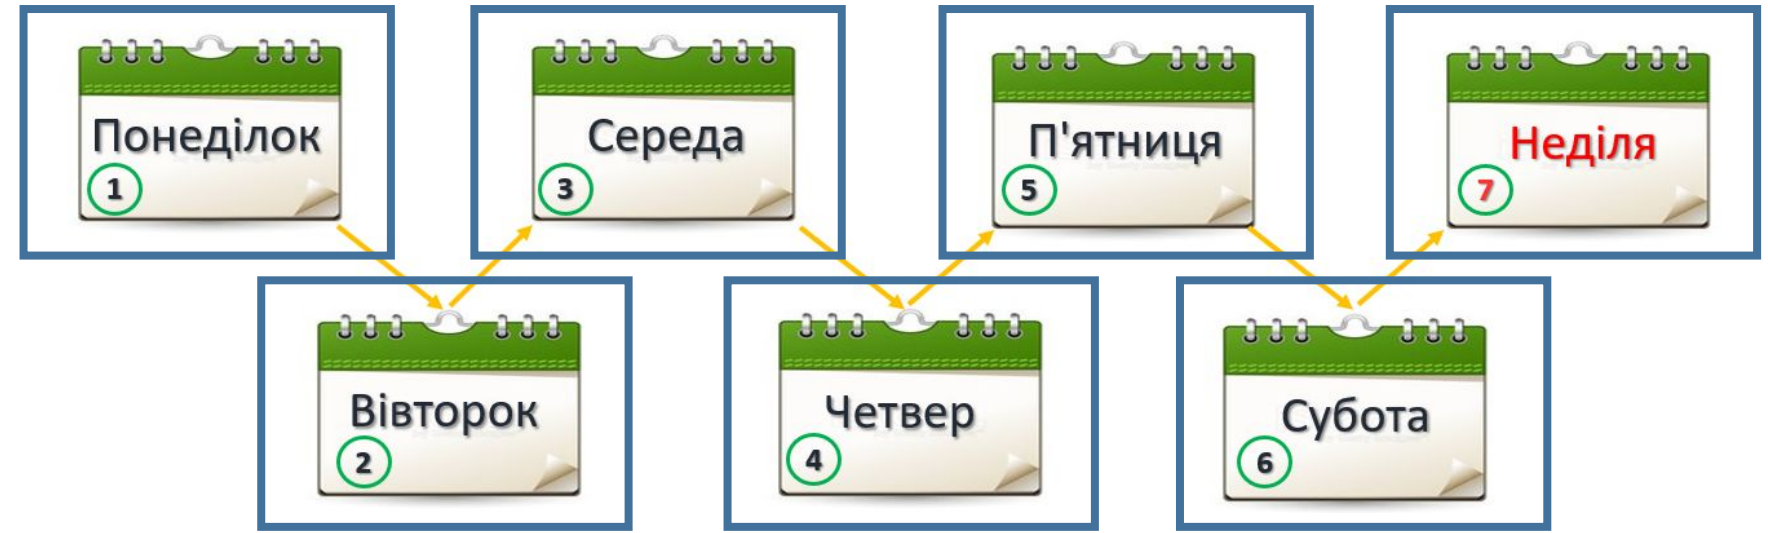 Понеділок
1
Вівторок
2
Середа
3
Четвер
4
П'ятниця
5
Субота
6
Неділя
7